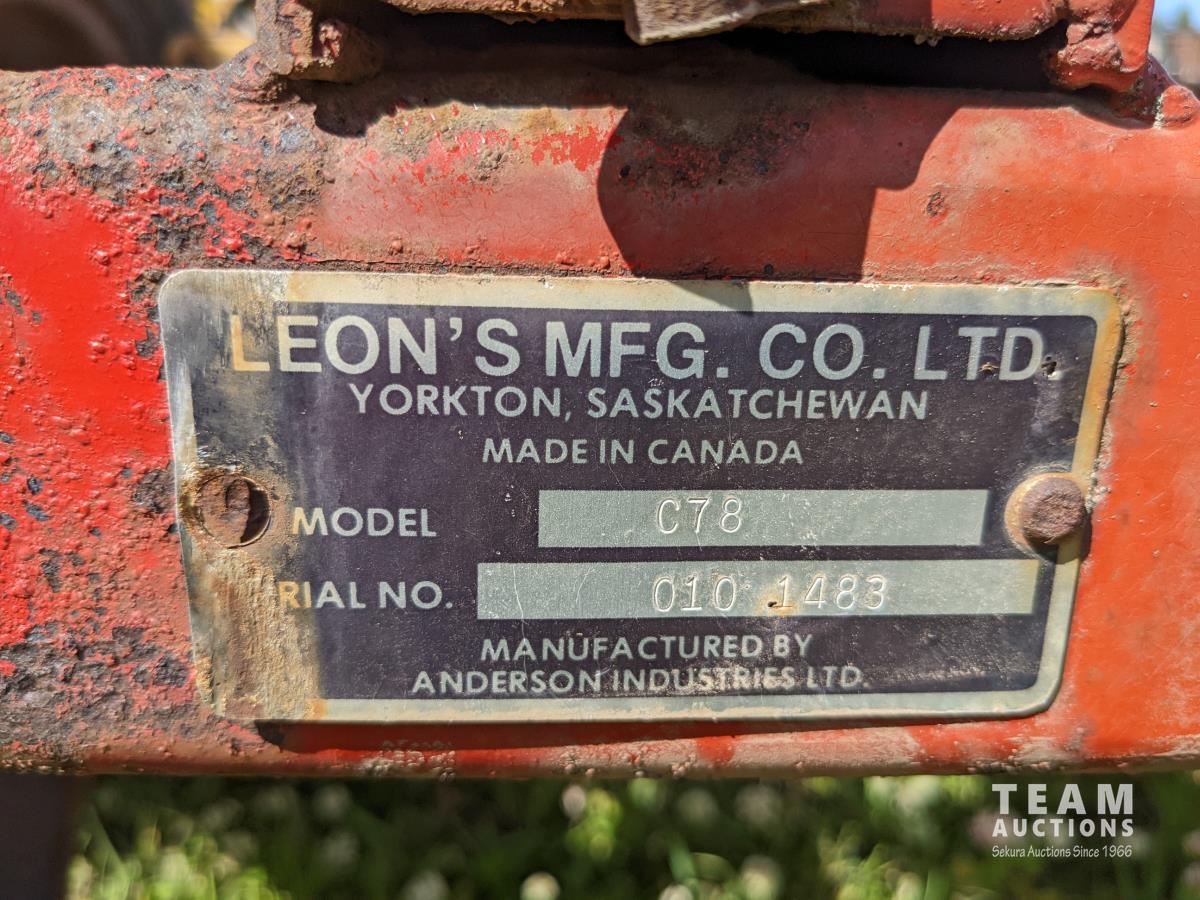 LEON'S MFG. CO. LTD.
YORKTON, SASKATCHEWAN
MADE IN CANADA
MODEL C78
RIAL NO. 010 1483
MANUFACTURED BY
ANDERSON INDUSTRIES LTD.
TEAM
AUCTIONS
Sekura Auctions Since 1966